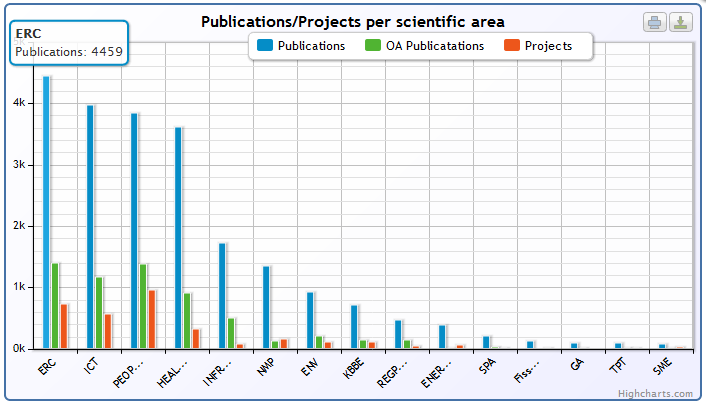 Publications/Projects per scientific area
ERC
Publications: 4459
Publications
OA Publicatations
Projects
4k
3k
2k
1k
0k
ERC
ICT
PEOP...
HEAL...
INFR...
NMP
ENV
KBBE
REGP...
ENER...
SPA
Fiss...
GA
TPT
SME
Highcharts.com